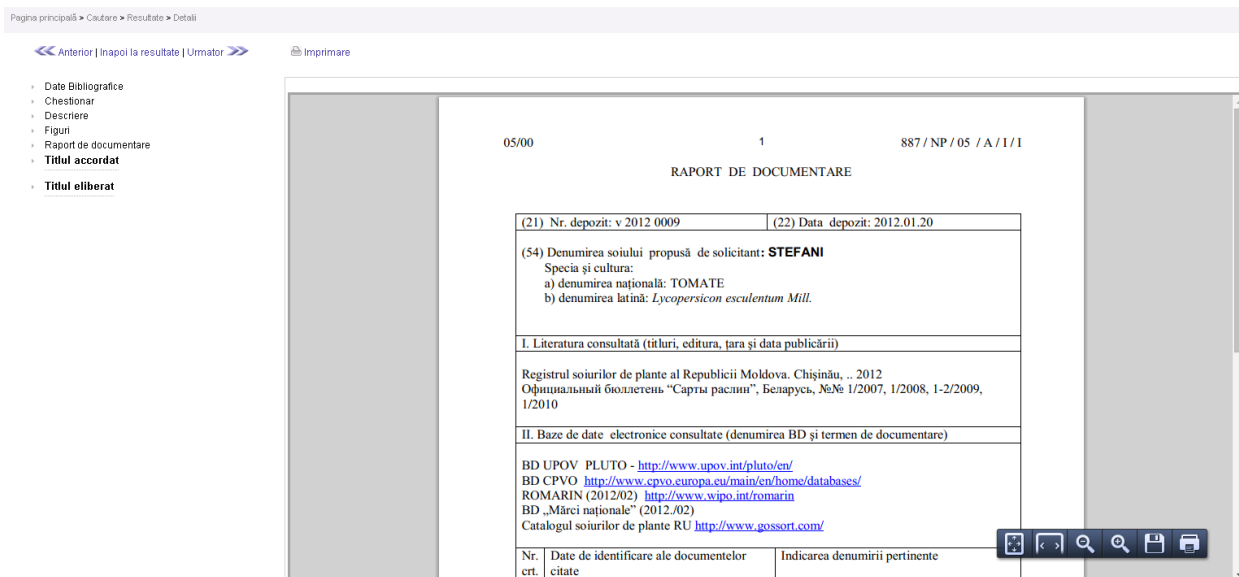 Pagina principală » Cautare » Resultate » Detalii
Anterior | Inapoi la resultate | Urmator
Imprimare
Date Bibliografice
Chestionar
Descriere
Figuri
Raport de documentare
Titlul accordat
Titlul eliberat
05/00 1 887 / NP / 05 / A / I / I
RAPORT DE DOCUMENTARE
(21) Nr. depozit: v 2012 0009 (22) Data depozit: 2012.01.20
(54) Denumirea soiului propusă de solicitant: STEFANI
Specia și cultura:
a) denumirea națională: TOMATE
b) denumirea latină: Lycopersicon esculentum Mill.
I. Literatura consultată (titluri, editura, țara și data publicării)
Registrul soiurilor de plante al Republicii Moldova. Chișinău, .. 2012
Официальный бюллетень “Сарты раслин”, Беларусь, №№ 1/2007, 1/2008, 1-2/2009,
1/2010
II. Baze de date electronice consultate (denumirea BD și termen de documentare)
BD UPOV PLUTO - http://www.upov.int/pluto/en/
BD CPVO http://www.cpvo.europa.eu/main/en/home/databases/
ROMARIN (2012/02) http://www.wipo.int/romarin
BD „Mărci naționale” (2012./02)
Catalogul soiurilor de plante RU http://www.gossort.com/
Nr. Date de identificare ale documentelor Indicarea denumirii pertinente
crt. citate